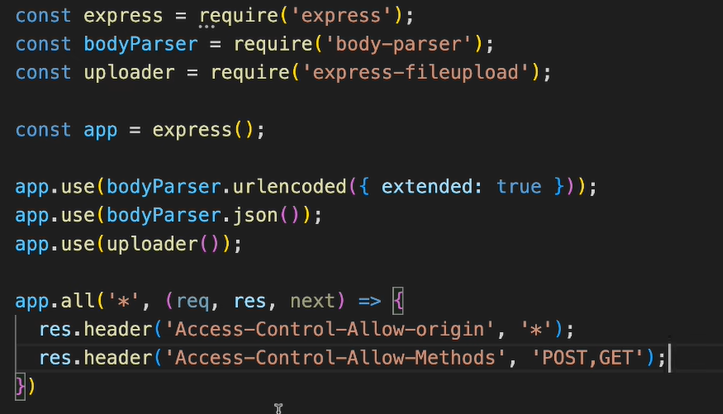 const express = require('express');
const bodyParser = require('body-parser');
const uploader = require('express-fileupload');
const app = express();
app.use(bodyParser.urlencoded({ extended: true }));
app.use(bodyParser.json());
app.use(uploader());
app.all('*', (req, res, next) => {
  res.header('Access-Control-Allow-origin', '*');
  res.header('Access-Control-Allow-Methods', 'POST,GET');
})